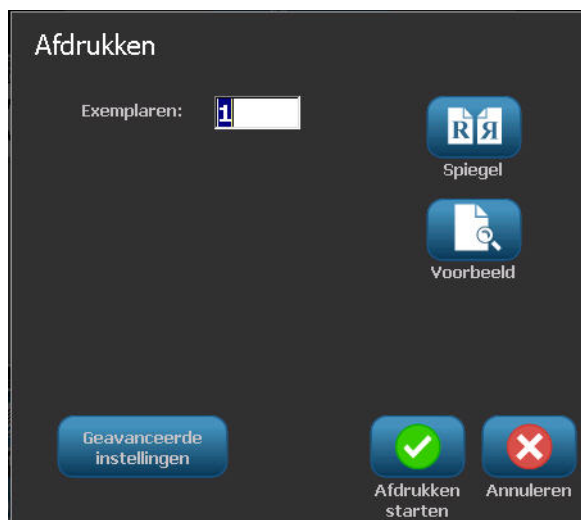 Afdrukken
Exemplaren: 1
R Я
Spiegel
Voorbeeld
Geavanceerde
instellingen
Afdrukken
starten
Annuleren